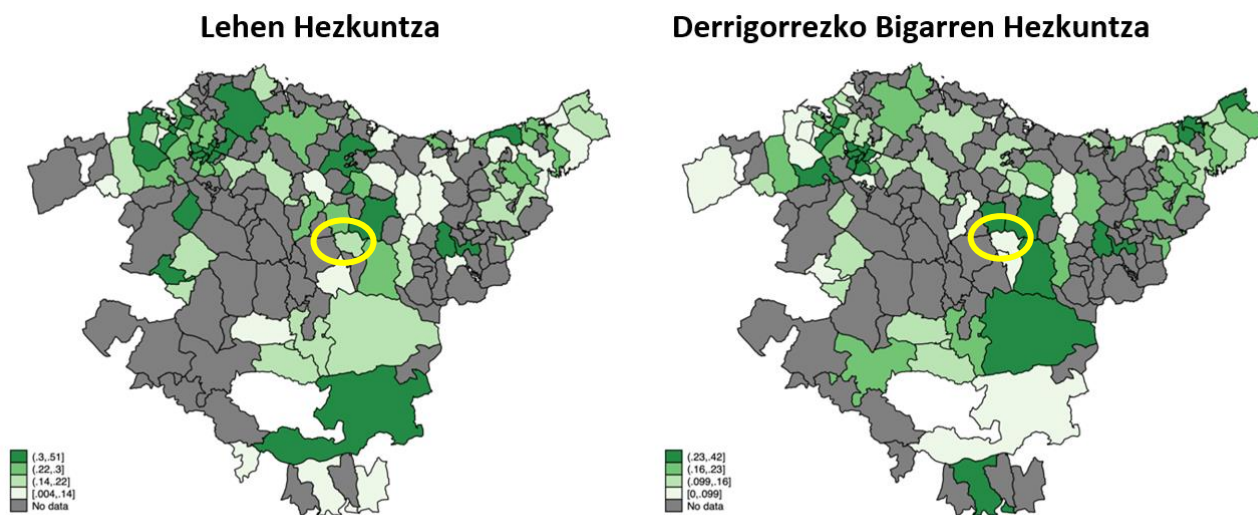 Lehen Hezkuntza
Derrigorrezko Bigarren Hezkuntza
(.3,.51]
(.22,.3]
(.14,.22]
[.004,.14]
No data
(.23,.42]
(.16,.23]
(.099,.16]
[0,.099]
No data